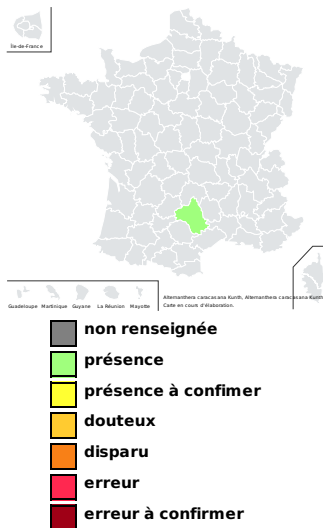 Île-de-France
Guadeloupe Martinique Guyane La Réunion Mayotte
Alternanthera caracasana Kunth, Alternanthera caracasana Kunth
Carte en cours d'élaboration.
non renseignée
présence
présence à confimer
douteux
disparu
erreur
erreur à confirmer